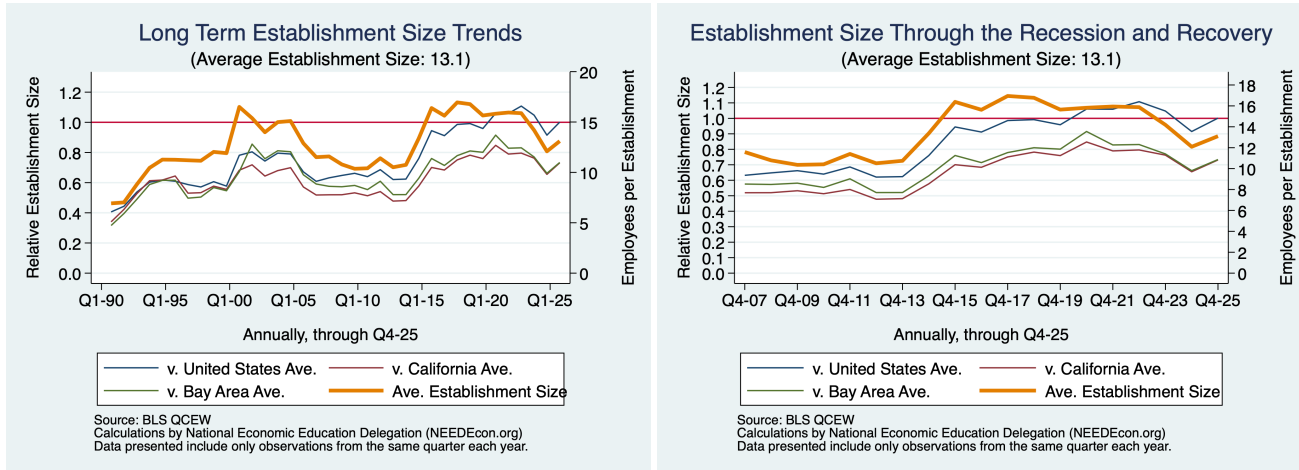 Long Term Establishment Size Trends
(Average Establishment Size: 13.1)
Relative Establishment Size
1.2
1.0
0.8
0.6
0.4
0.2
0.0
20
15
10
5
0
Employees per Establishment
Q1-90 Q1-95 Q1-00 Q1-05 Q1-10 Q1-15 Q1-20 Q1-25
Annually, through Q4-25
v. United States Ave. v. California Ave.
v. Bay Area Ave. Ave. Establishment Size
Source: BLS QCEW
Calculations by National Economic Education Delegation (NEEDEcon.org)
Data presented include only observations from the same quarter each year.
Establishment Size Through the Recession and Recovery
(Average Establishment Size: 13.1)
Relative Establishment Size
1.2
1.1
1.0
0.9
0.8
0.7
0.6
0.5
0.4
0.3
0.2
0.1
0.0
18
16
14
12
10
8
6
4
2
0
Employees per Establishment
Q4-07 Q4-09 Q4-11 Q4-13 Q4-15 Q4-17 Q4-19 Q4-21 Q4-23 Q4-25
Annually, through Q4-25
v. United States Ave. v. California Ave.
v. Bay Area Ave. Ave. Establishment Size
Source: BLS QCEW
Calculations by National Economic Education Delegation (NEEDEcon.org)
Data presented include only observations from the same quarter each year.